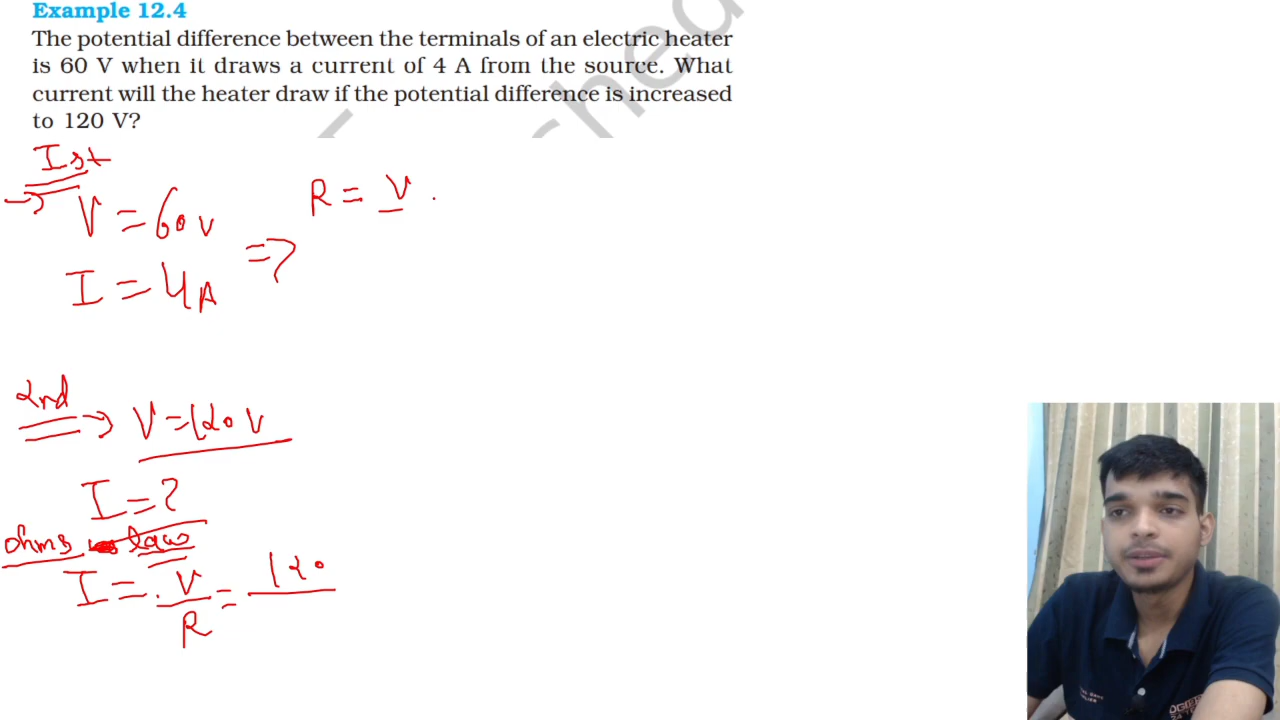 Example 12.4
The potential difference between the terminals of an electric heater
is 60 V when it draws a current of 4 A from the source. What
current will the heater draw if the potential difference is increased
to 120 V?
Ist
V = 60v
I = 4A
=>
R = V
2nd
V = 120 V
I = ?
ohms law
I = V/R = 120